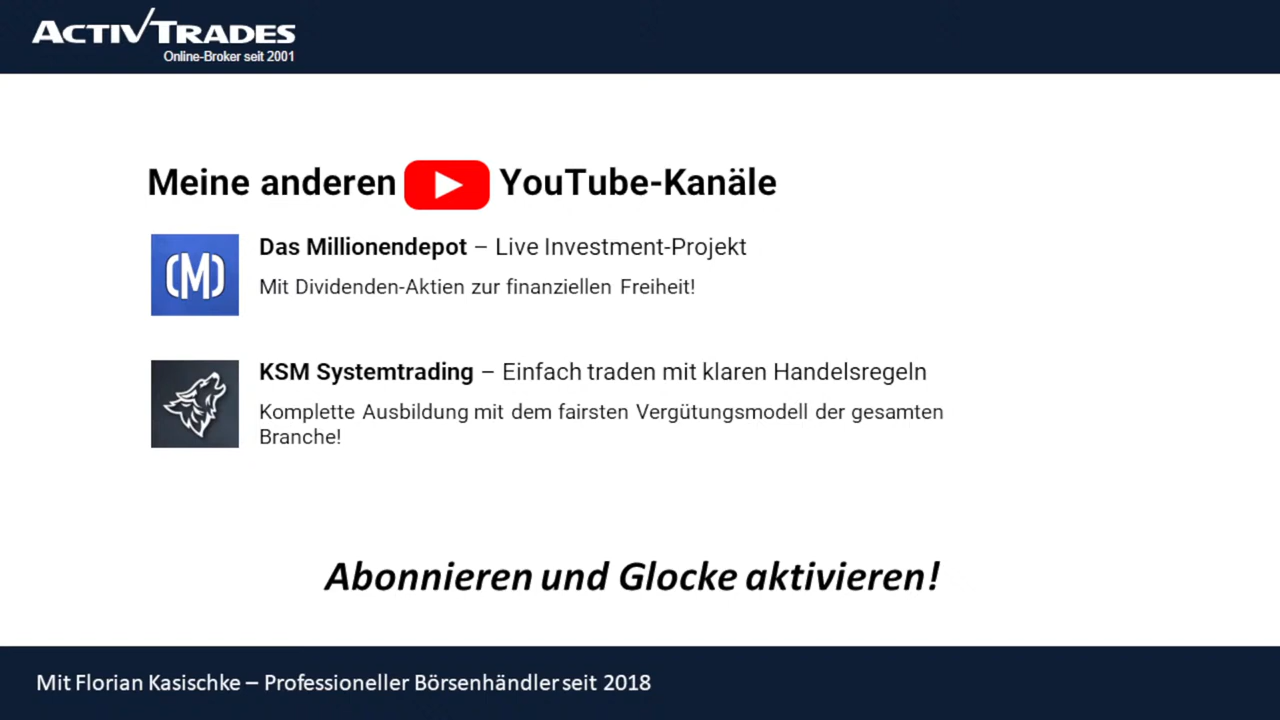 ACTIVTRADES
Online-Broker seit 2001
Meine anderen YouTube-Kanäle
(M)
Das Millionendepot – Live Investment-Projekt
Mit Dividenden-Aktien zur finanziellen Freiheit!
KSM Systemtrading – Einfach traden mit klaren Handelsregeln
Komplette Ausbildung mit dem fairsten Vergütungsmodell der gesamten
Branche!
Abonnieren und Glocke aktivieren!
Mit Florian Kasischke – Professioneller Börsenhändler seit 2018